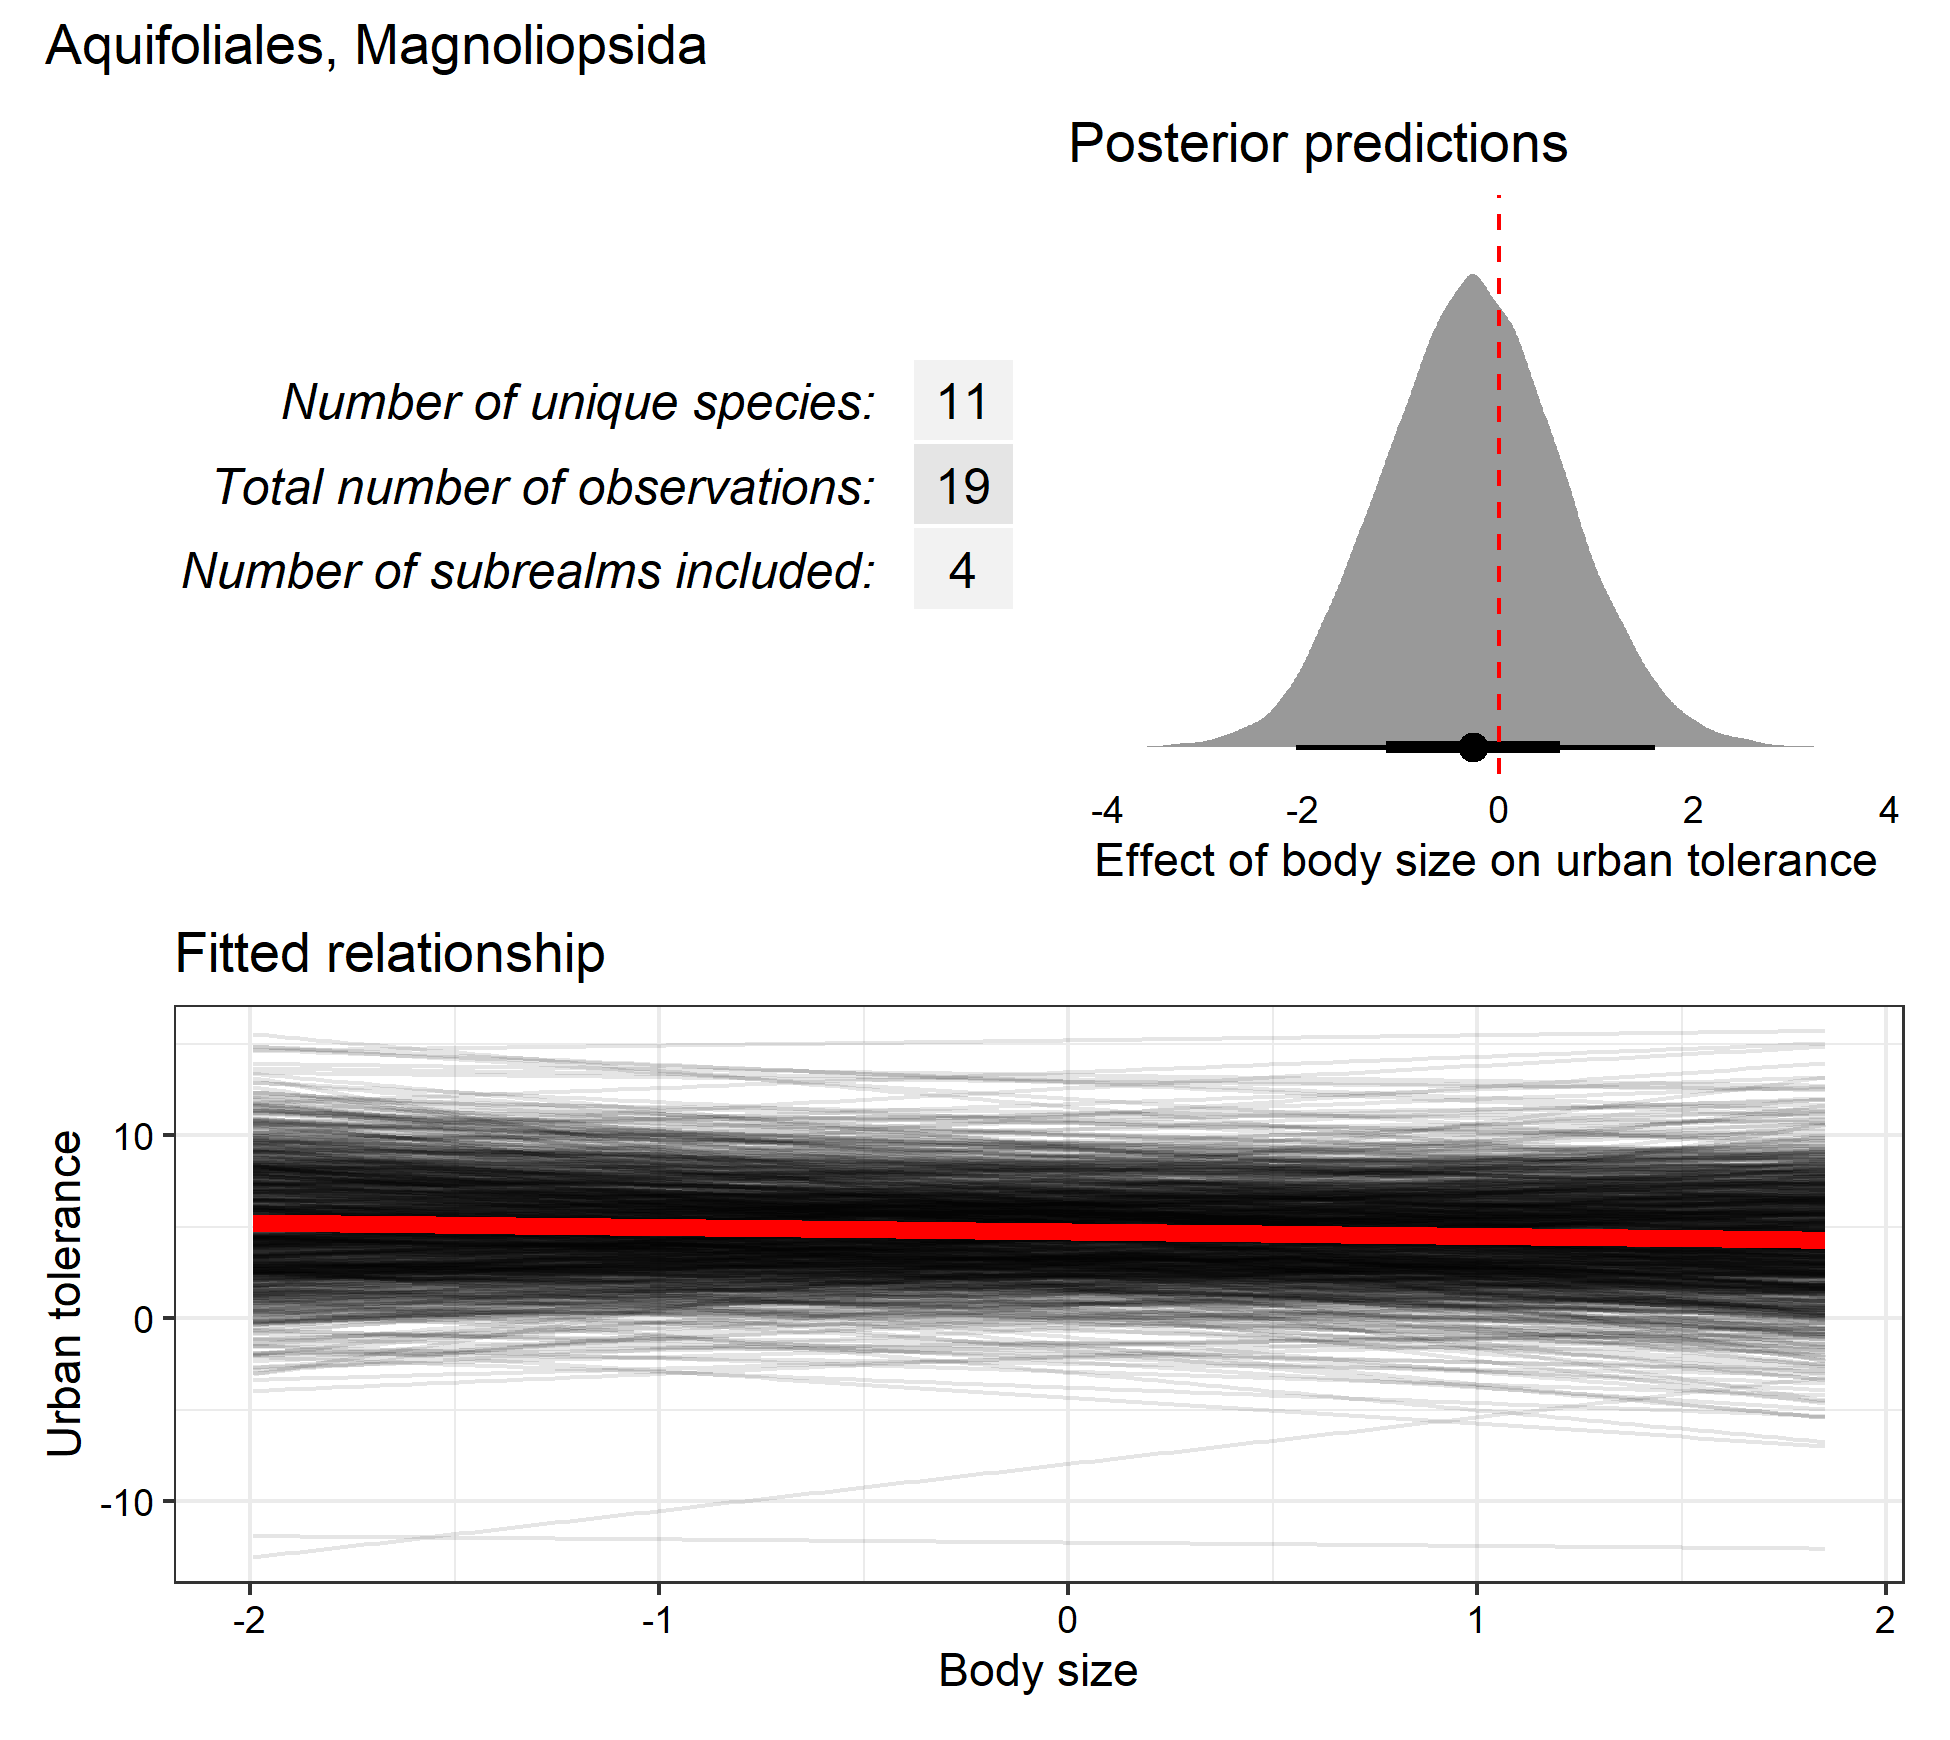 Aquifoliales, Magnoliopsida
Posterior predictions
Number of unique species: 11
Total number of observations: 19
Number of subrealms included: 4
-4 -2 0 2 4
Effect of body size on urban tolerance
Fitted relationship
Urban tolerance
10
0
-10
-2 -1 0 1 2
Body size